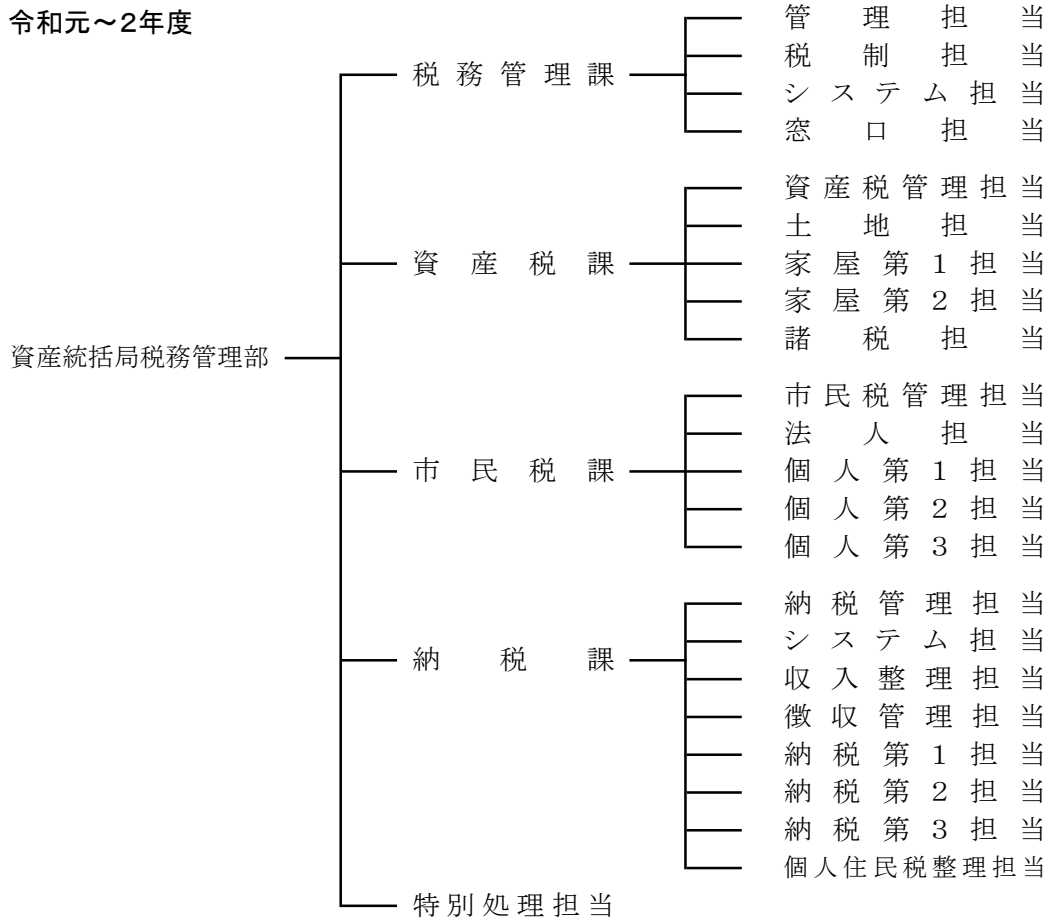 令和元～2年度
資産統括局税務管理部
税務管理課
管理担当
税制担当
システム担当
窓口担当
資産税課
資産税管理担当
土地担当
家屋第1担当
家屋第2担当
諸税担当
市民税課
市民税管理担当
法人担当
個人第1担当
個人第2担当
個人第3担当
納税課
納税管理担当
システム担当
収入整理担当
徴収管理担当
納税第1担当
納税第2担当
納税第3担当
個人住民税整理担当
特別処理担当